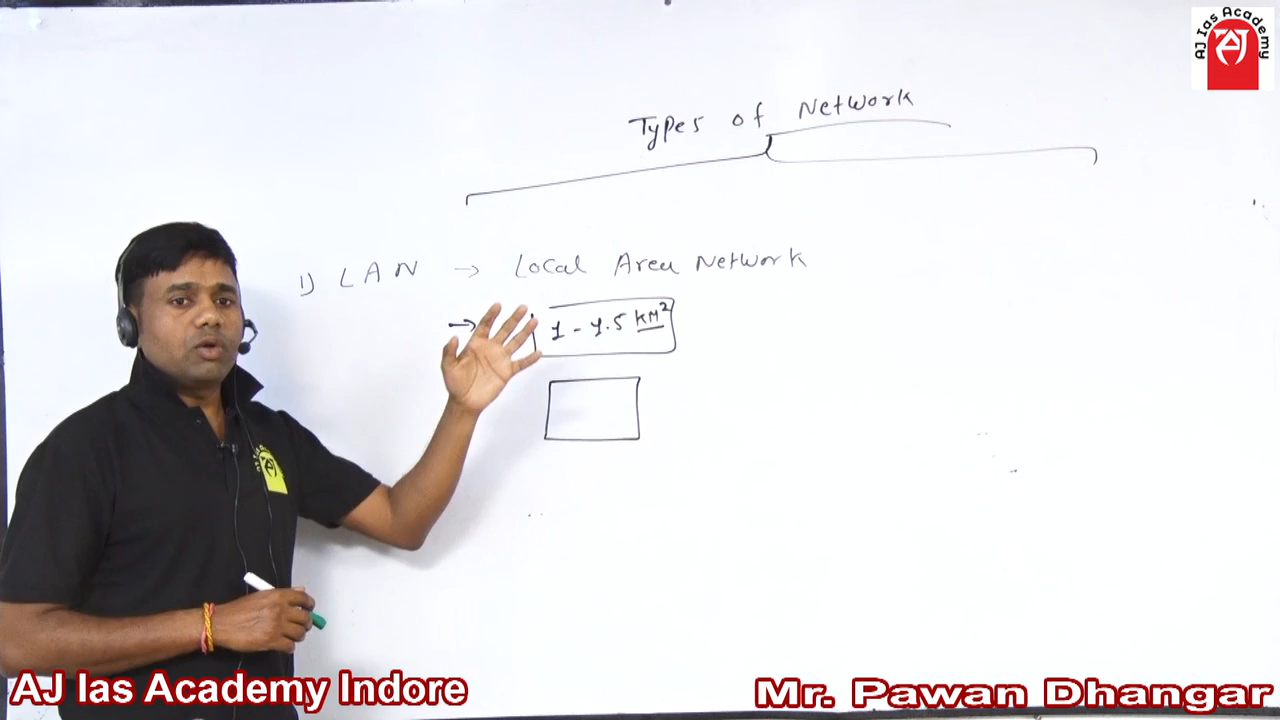 AJ Ias Academy
AJ
Types of Network
1) LAN → Local Area Network
→ 1 - 1.5 KM²
AJ Ias Academy Indore
Mr. Pawan Dhangar